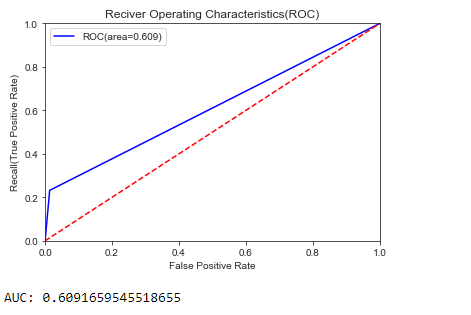 Reciver Operating Characteristics(ROC)
ROC(area=0.609)
1.0
0.8
0.6
0.4
0.2
0.0
Recall(True Positive Rate)
0.0 0.2 0.4 0.6 0.8 1.0
False Positive Rate
AUC: 0.6091659545518655